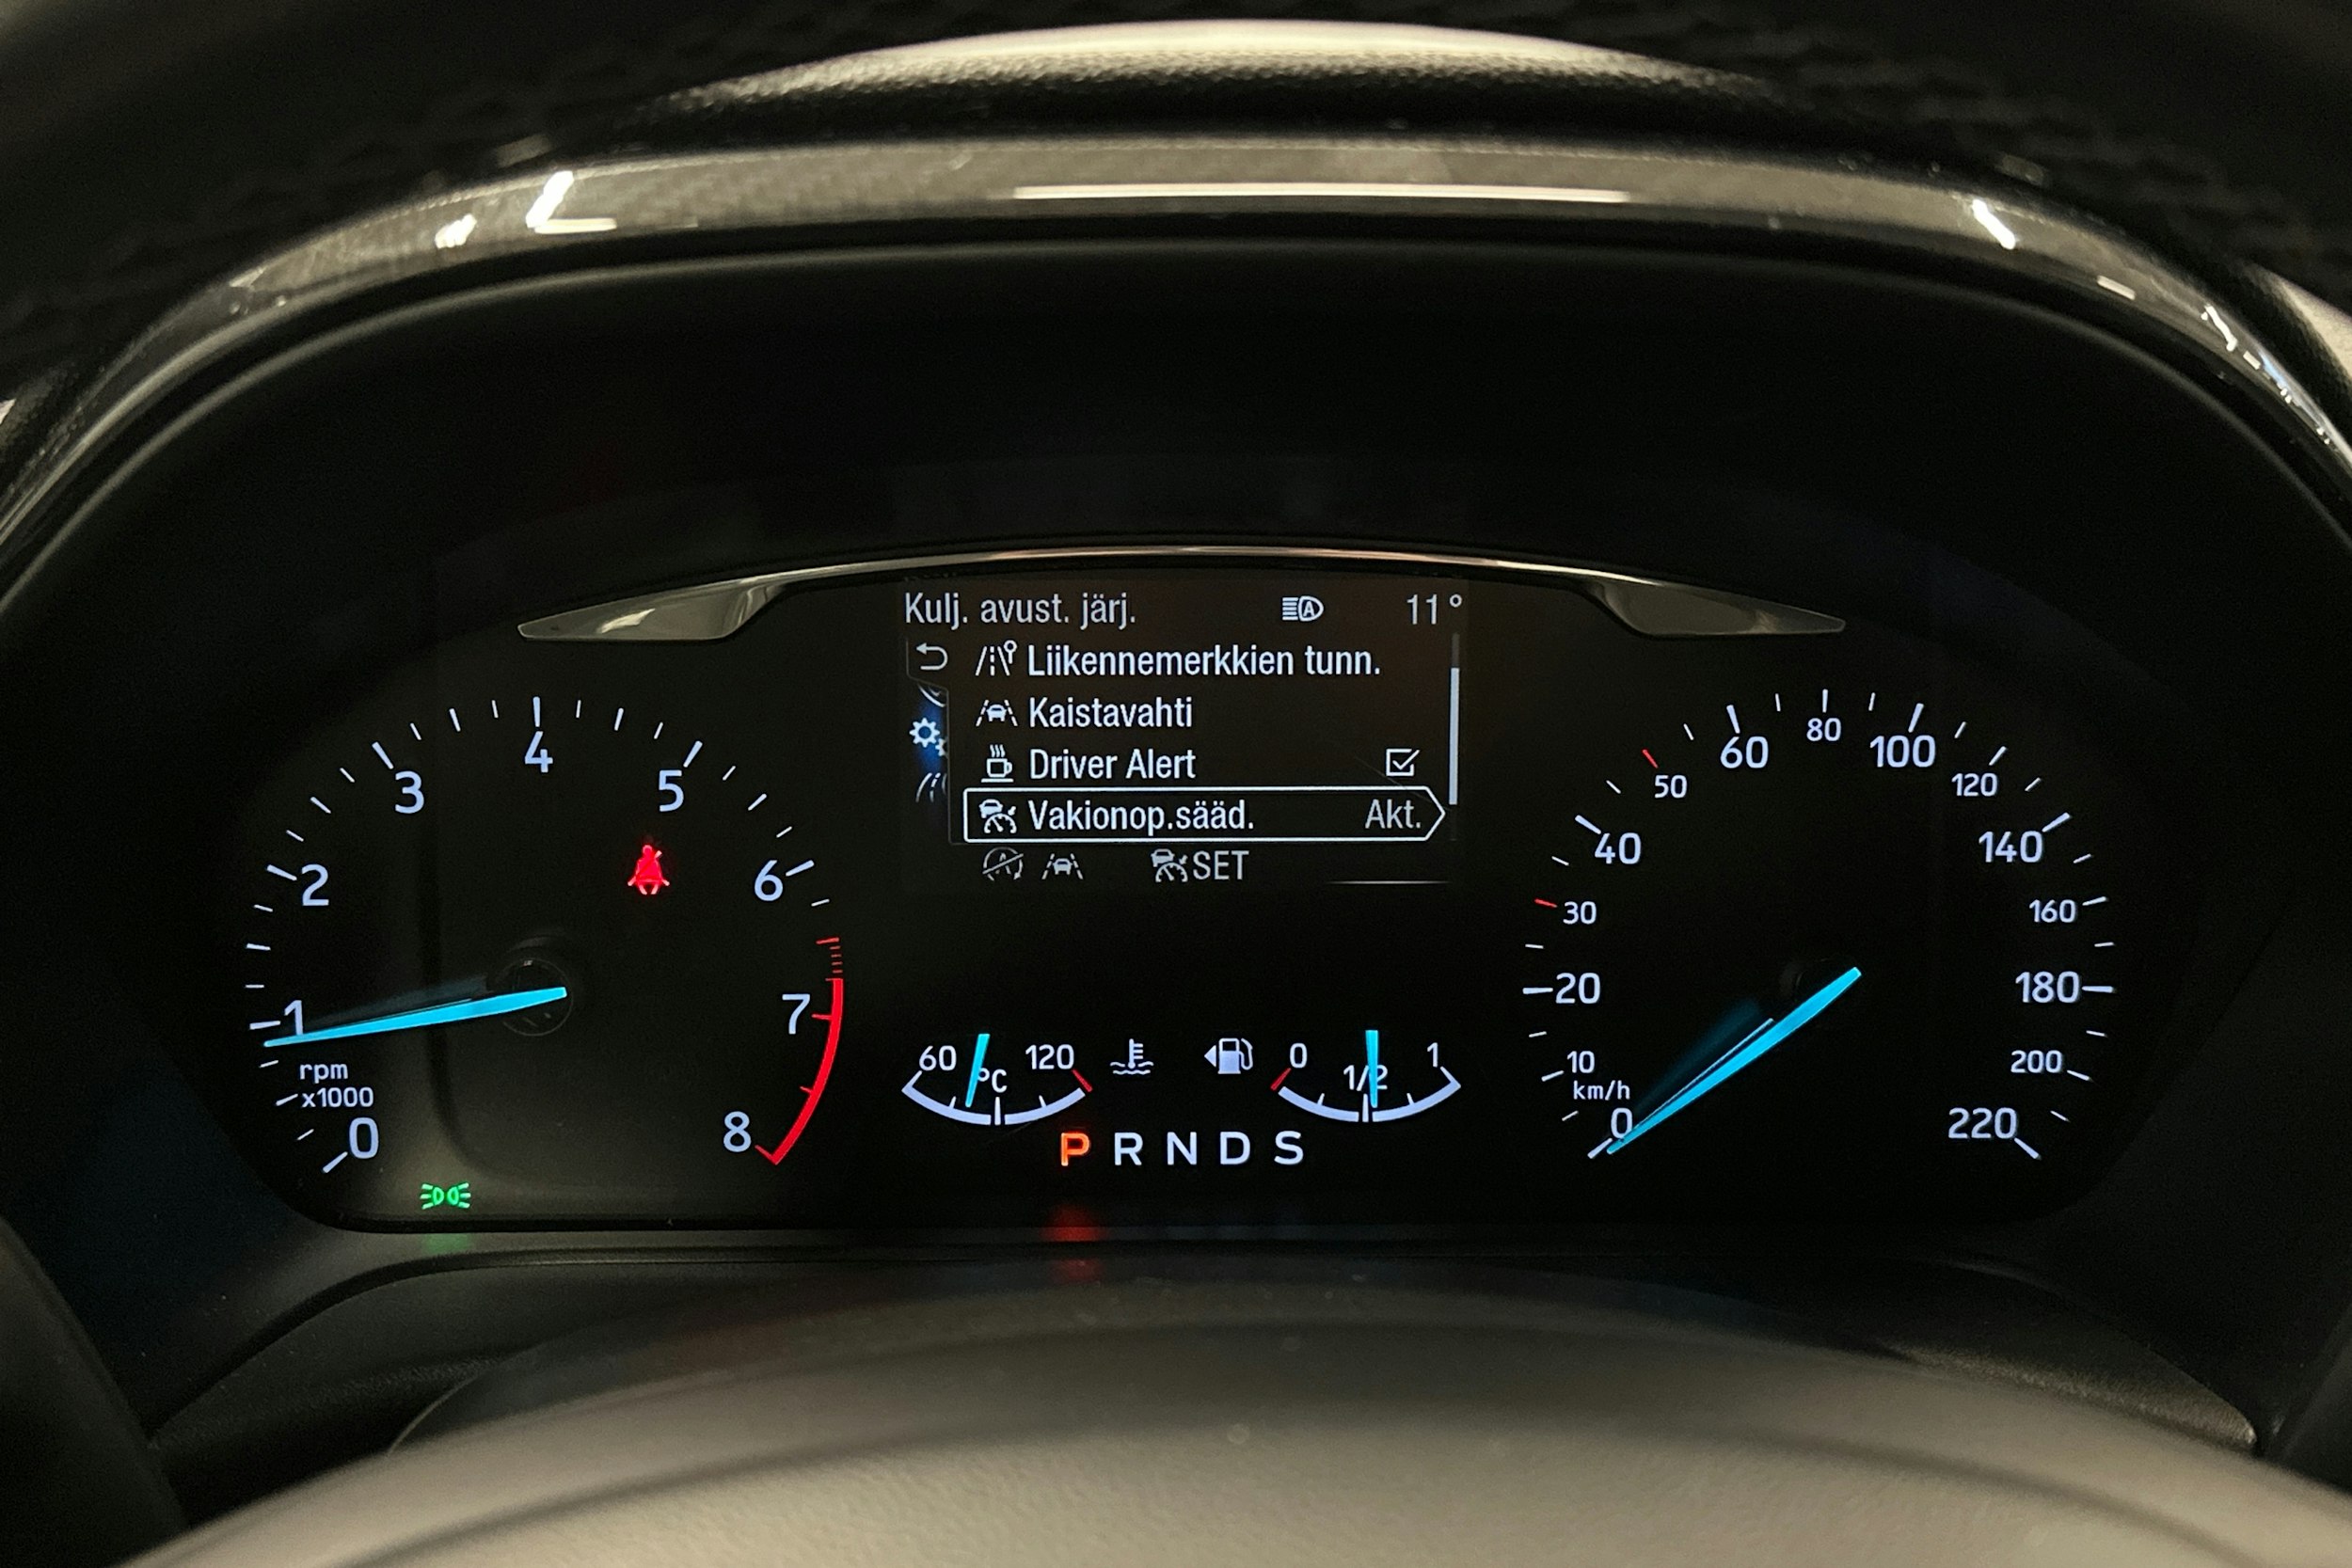 Kulj. avust. järj. 11°
Liikennemerkkien tunn.
Kaistavahti
Driver Alert
Vakionop.sääd. Akt.
SET
0
1
2
3
4
5
6
7
8
rpm
x1000
60 °C 120
0 1/2 1
P R N D S
0
10
20
30
40
50
60
80
100
120
140
160
180
200
220
km/h